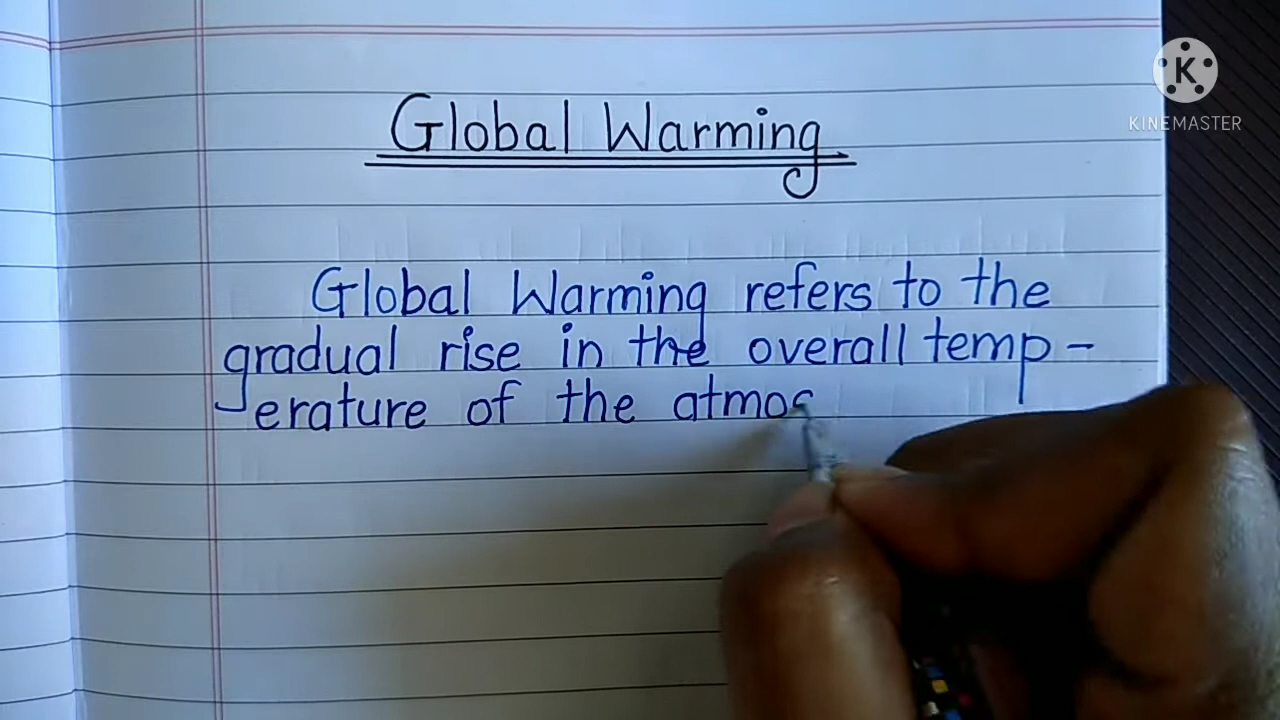 K
KINEMASTER
Global Warming
Global Warming refers to the
gradual rise in the overall temp-
erature of the atmos